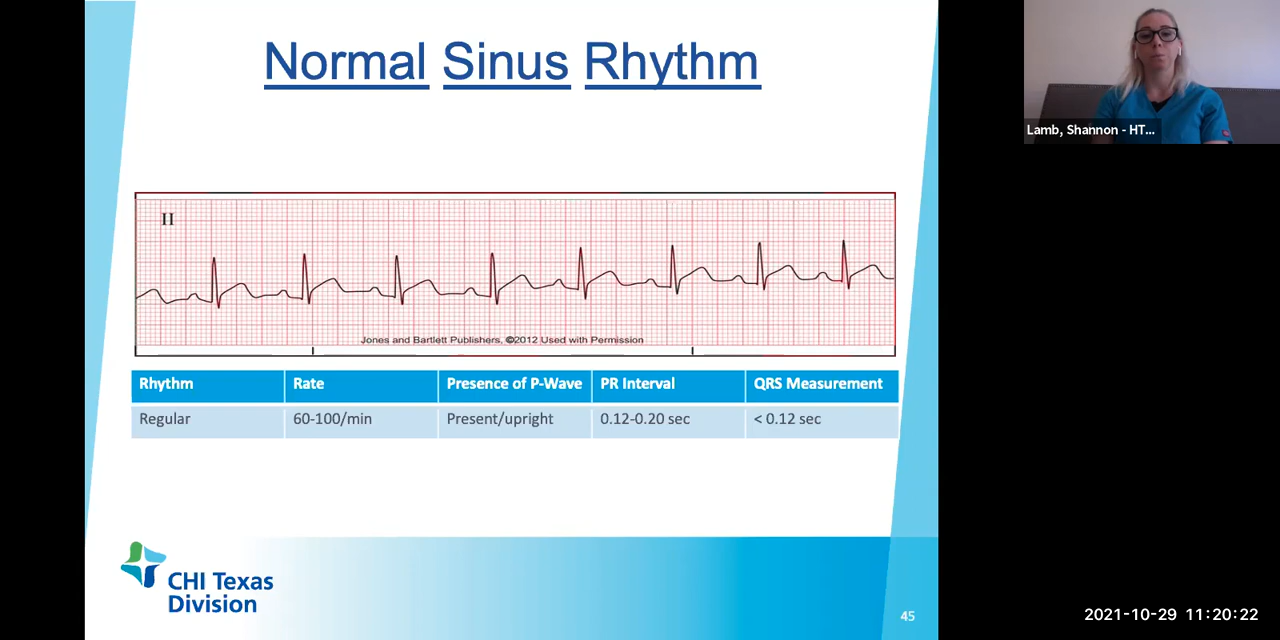 Normal Sinus Rhythm
II
Jones and Bartlett Publishers, ©2012 Used with Permission
Rhythm Rate Presence of P-Wave PR Interval QRS Measurement
Regular 60-100/min Present/upright 0.12-0.20 sec < 0.12 sec
CHI Texas
Division
45
Lamb, Shannon - HT...
2021-10-29 11:20:22